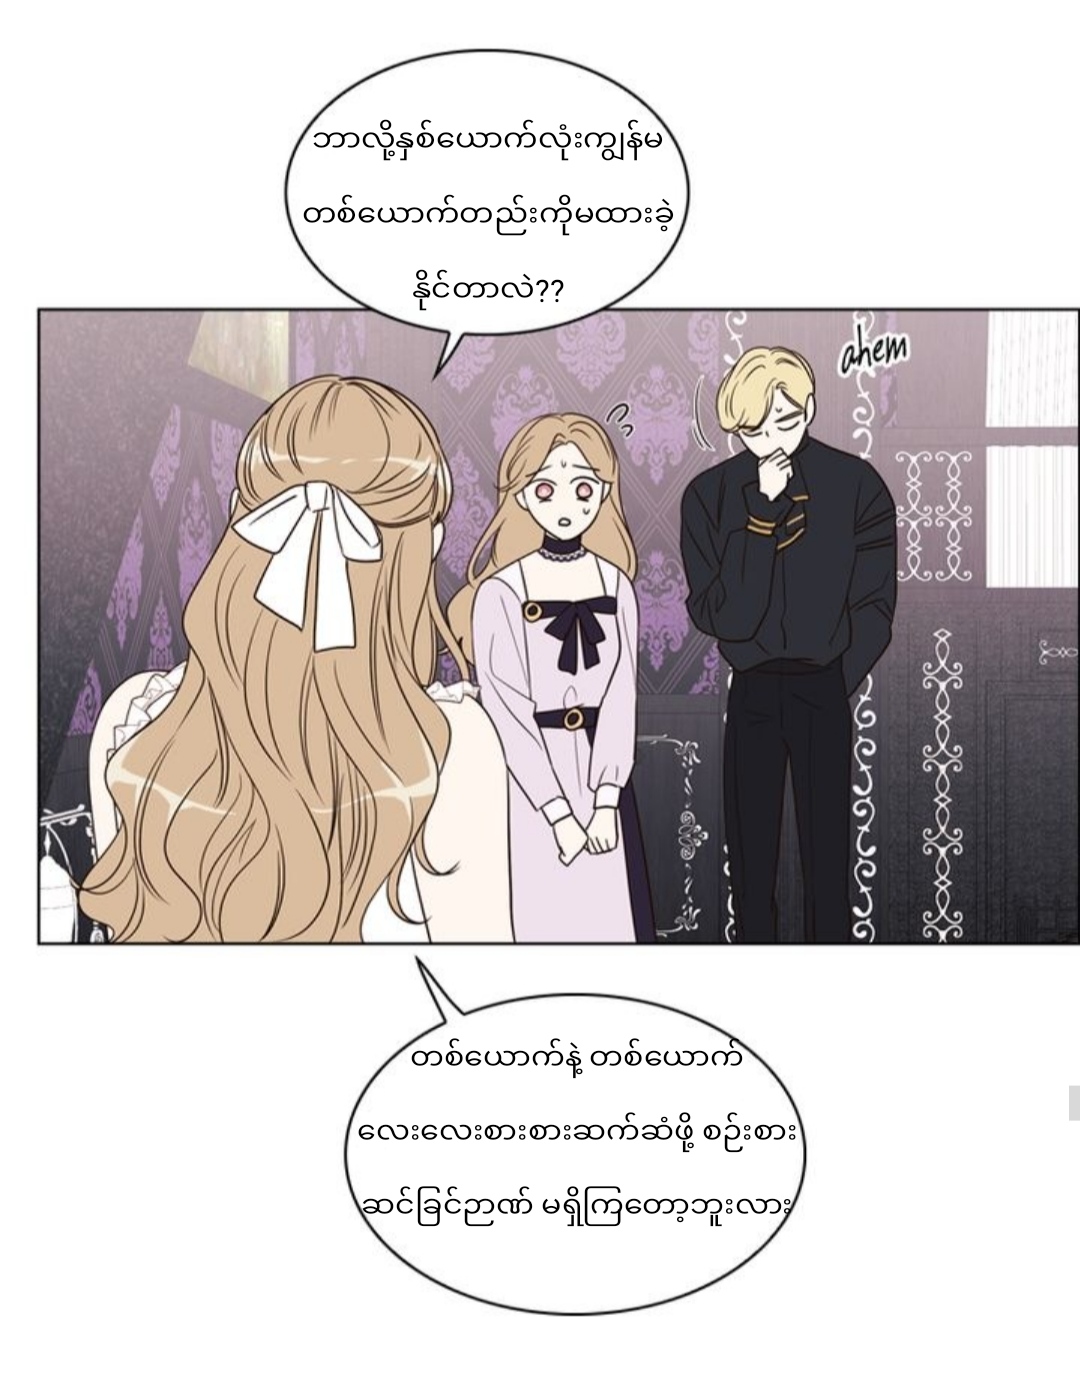 ဘာလို့နှစ်ယောက်လုံးကျွန်မ
တစ်ယောက်တည်းကိုမထားခဲ့
နိုင်တာလဲ??
ahem
တစ်ယောက်နဲ့ တစ်ယောက်
လေးလေးစားစားဆက်ဆံဖို့ စဉ်းစား
ဆင်ခြင်ဉာဏ် မရှိကြတော့ဘူးလား